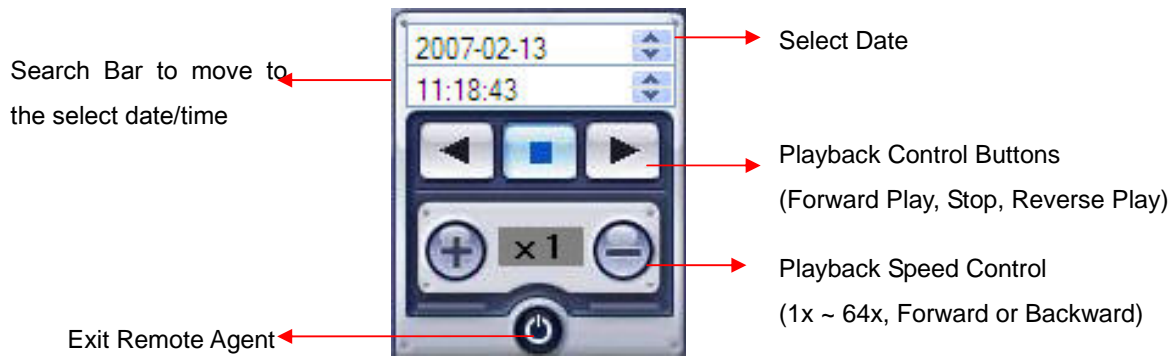 2007-02-13
Select Date
Search Bar to move to
the select date/time
11:18:43
Playback Control Buttons
(Forward Play, Stop, Reverse Play)
x 1
Playback Speed Control
(1x ~ 64x, Forward or Backward)
Exit Remote Agent